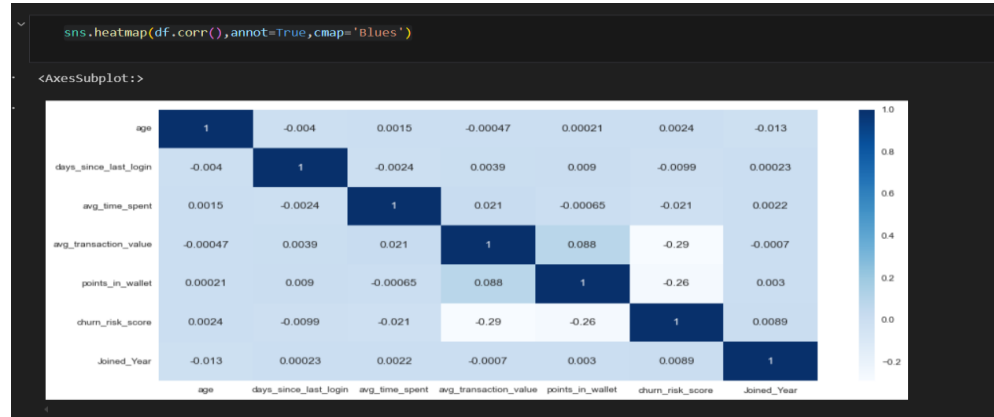 sns.heatmap(df.corr(),annot=True,cmap='Blues')
<AxesSubplot:>
age 1 -0.004 0.0015 -0.00047 0.00021 0.0024 -0.013
days_since_last_login -0.004 1 -0.0024 0.0039 0.009 -0.0099 0.00023
avg_time_spent 0.0015 -0.0024 1 0.021 -0.00065 -0.021 0.0022
avg_transaction_value -0.00047 0.0039 0.021 1 0.088 -0.29 -0.0007
points_in_wallet 0.00021 0.009 -0.00065 0.088 1 -0.26 0.003
churn_risk_score 0.0024 -0.0099 -0.021 -0.29 -0.26 1 0.0089
Joined_Year -0.013 0.00023 0.0022 -0.0007 0.003 0.0089 1
age days_since_last_login avg_time_spent avg_transaction_value points_in_wallet churn_risk_score Joined_Year
1.0
0.8
0.6
0.4
0.2
0.0
-0.2